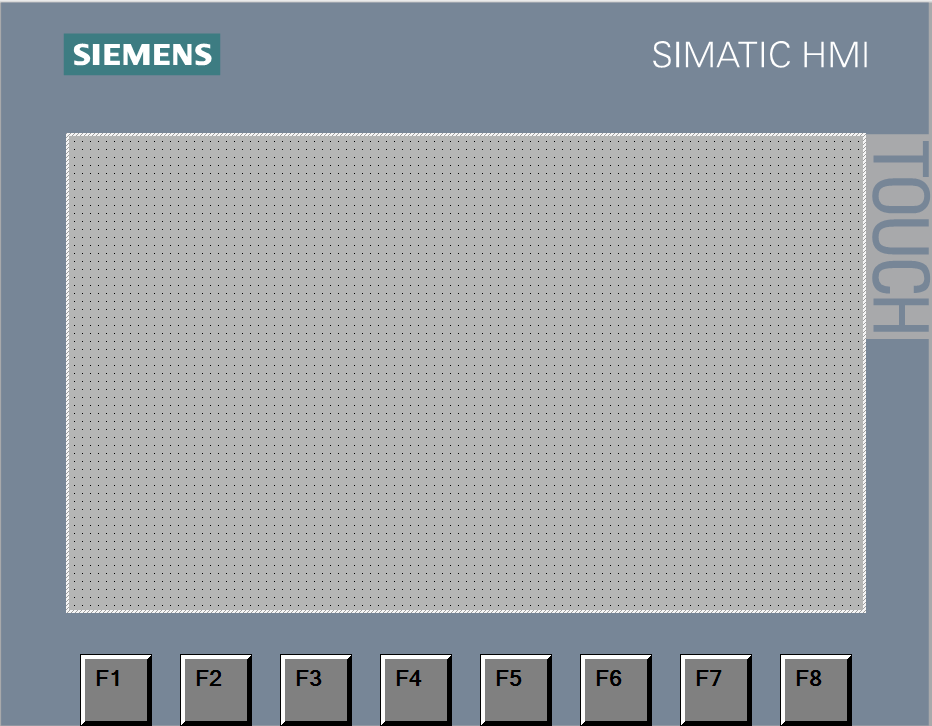 SIEMENS
SIMATIC HMI
TOUCH
F1 F2 F3 F4 F5 F6 F7 F8